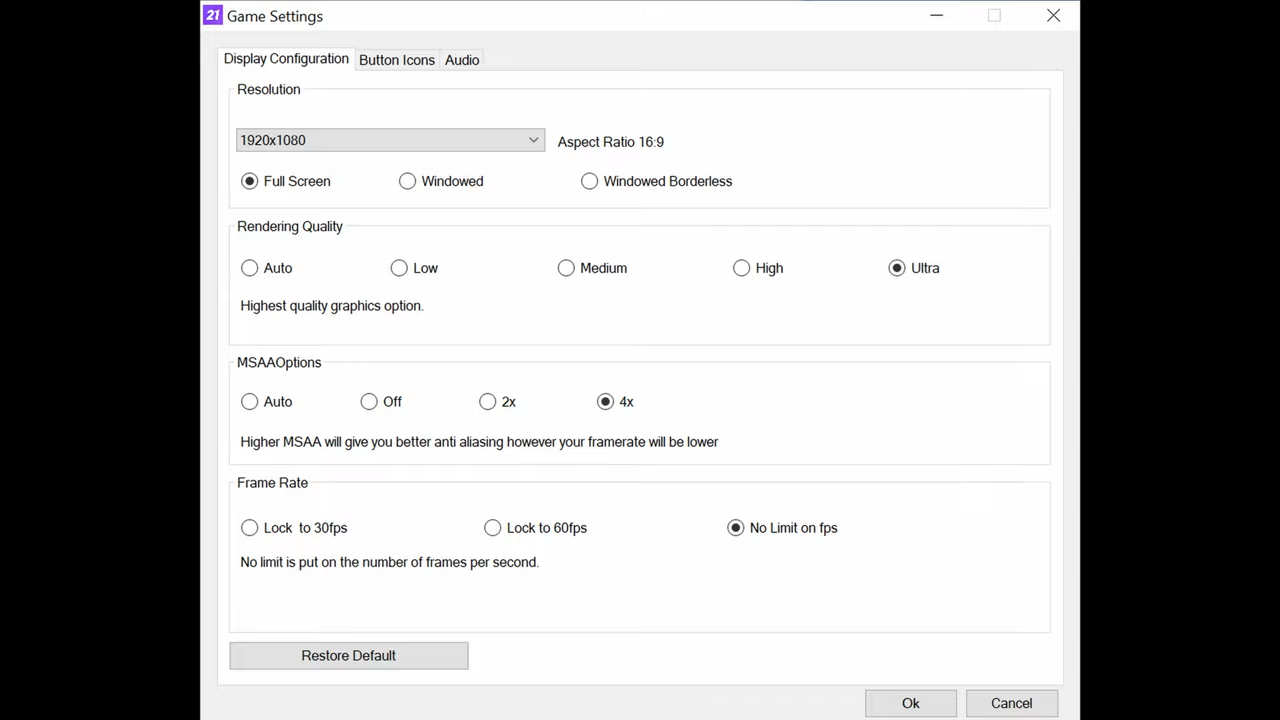 21 Game Settings
Display Configuration Button Icons Audio
Resolution
1920x1080 Aspect Ratio 16:9
Full Screen Windowed Windowed Borderless
Rendering Quality
Auto Low Medium High Ultra
Highest quality graphics option.
MSAAOptions
Auto Off 2x 4x
Higher MSAA will give you better anti aliasing however your framerate will be lower
Frame Rate
Lock to 30fps Lock to 60fps No Limit on fps
No limit is put on the number of frames per second.
Restore Default
Ok Cancel